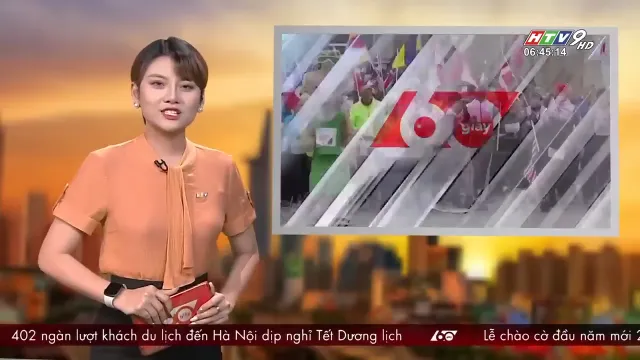 HTV9 HD
06:45:14
60
giây
402 ngàn lượt khách du lịch đến Hà Nội dịp nghỉ Tết Dương lịch 60 Lễ chào cờ đầu năm mới 2